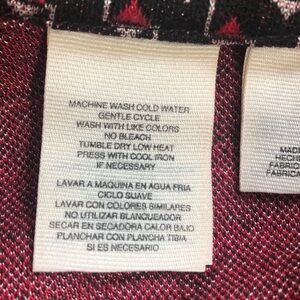 MACHINE WASH COLD WATER
GENTLE CYCLE
WASH WITH LIKE COLORS
NO BLEACH
TUMBLE DRY LOW HEAT
PRESS WITH COOL IRON
IF NECESSARY
LAVAR A MAQUINA EN AGUA FRIA
CICLO SUAVE
LAVAR CON COLORES SIMILARES
NO UTILIZAR BLANQUEADOR
SECAR EN SECADORA CALOR BAJO
PLANCHAR CON PLANCHA TIBIA
SI ES NECESARIO
MAD
HECH
FABRIC
FABRICA